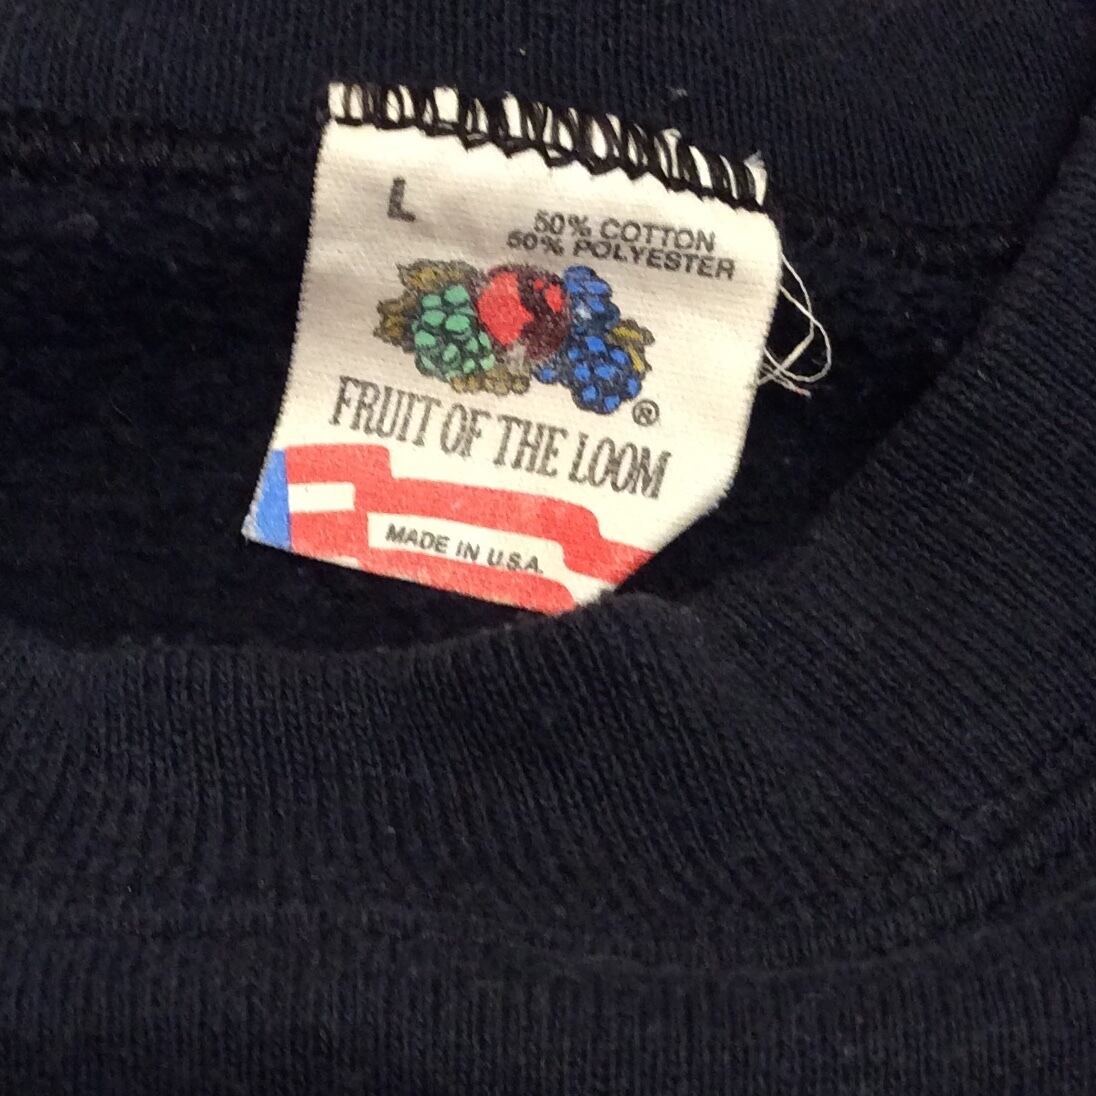 L
50% COTTON
50% POLYESTER
®
FRUIT OF THE LOOM
MADE IN U.S.A.